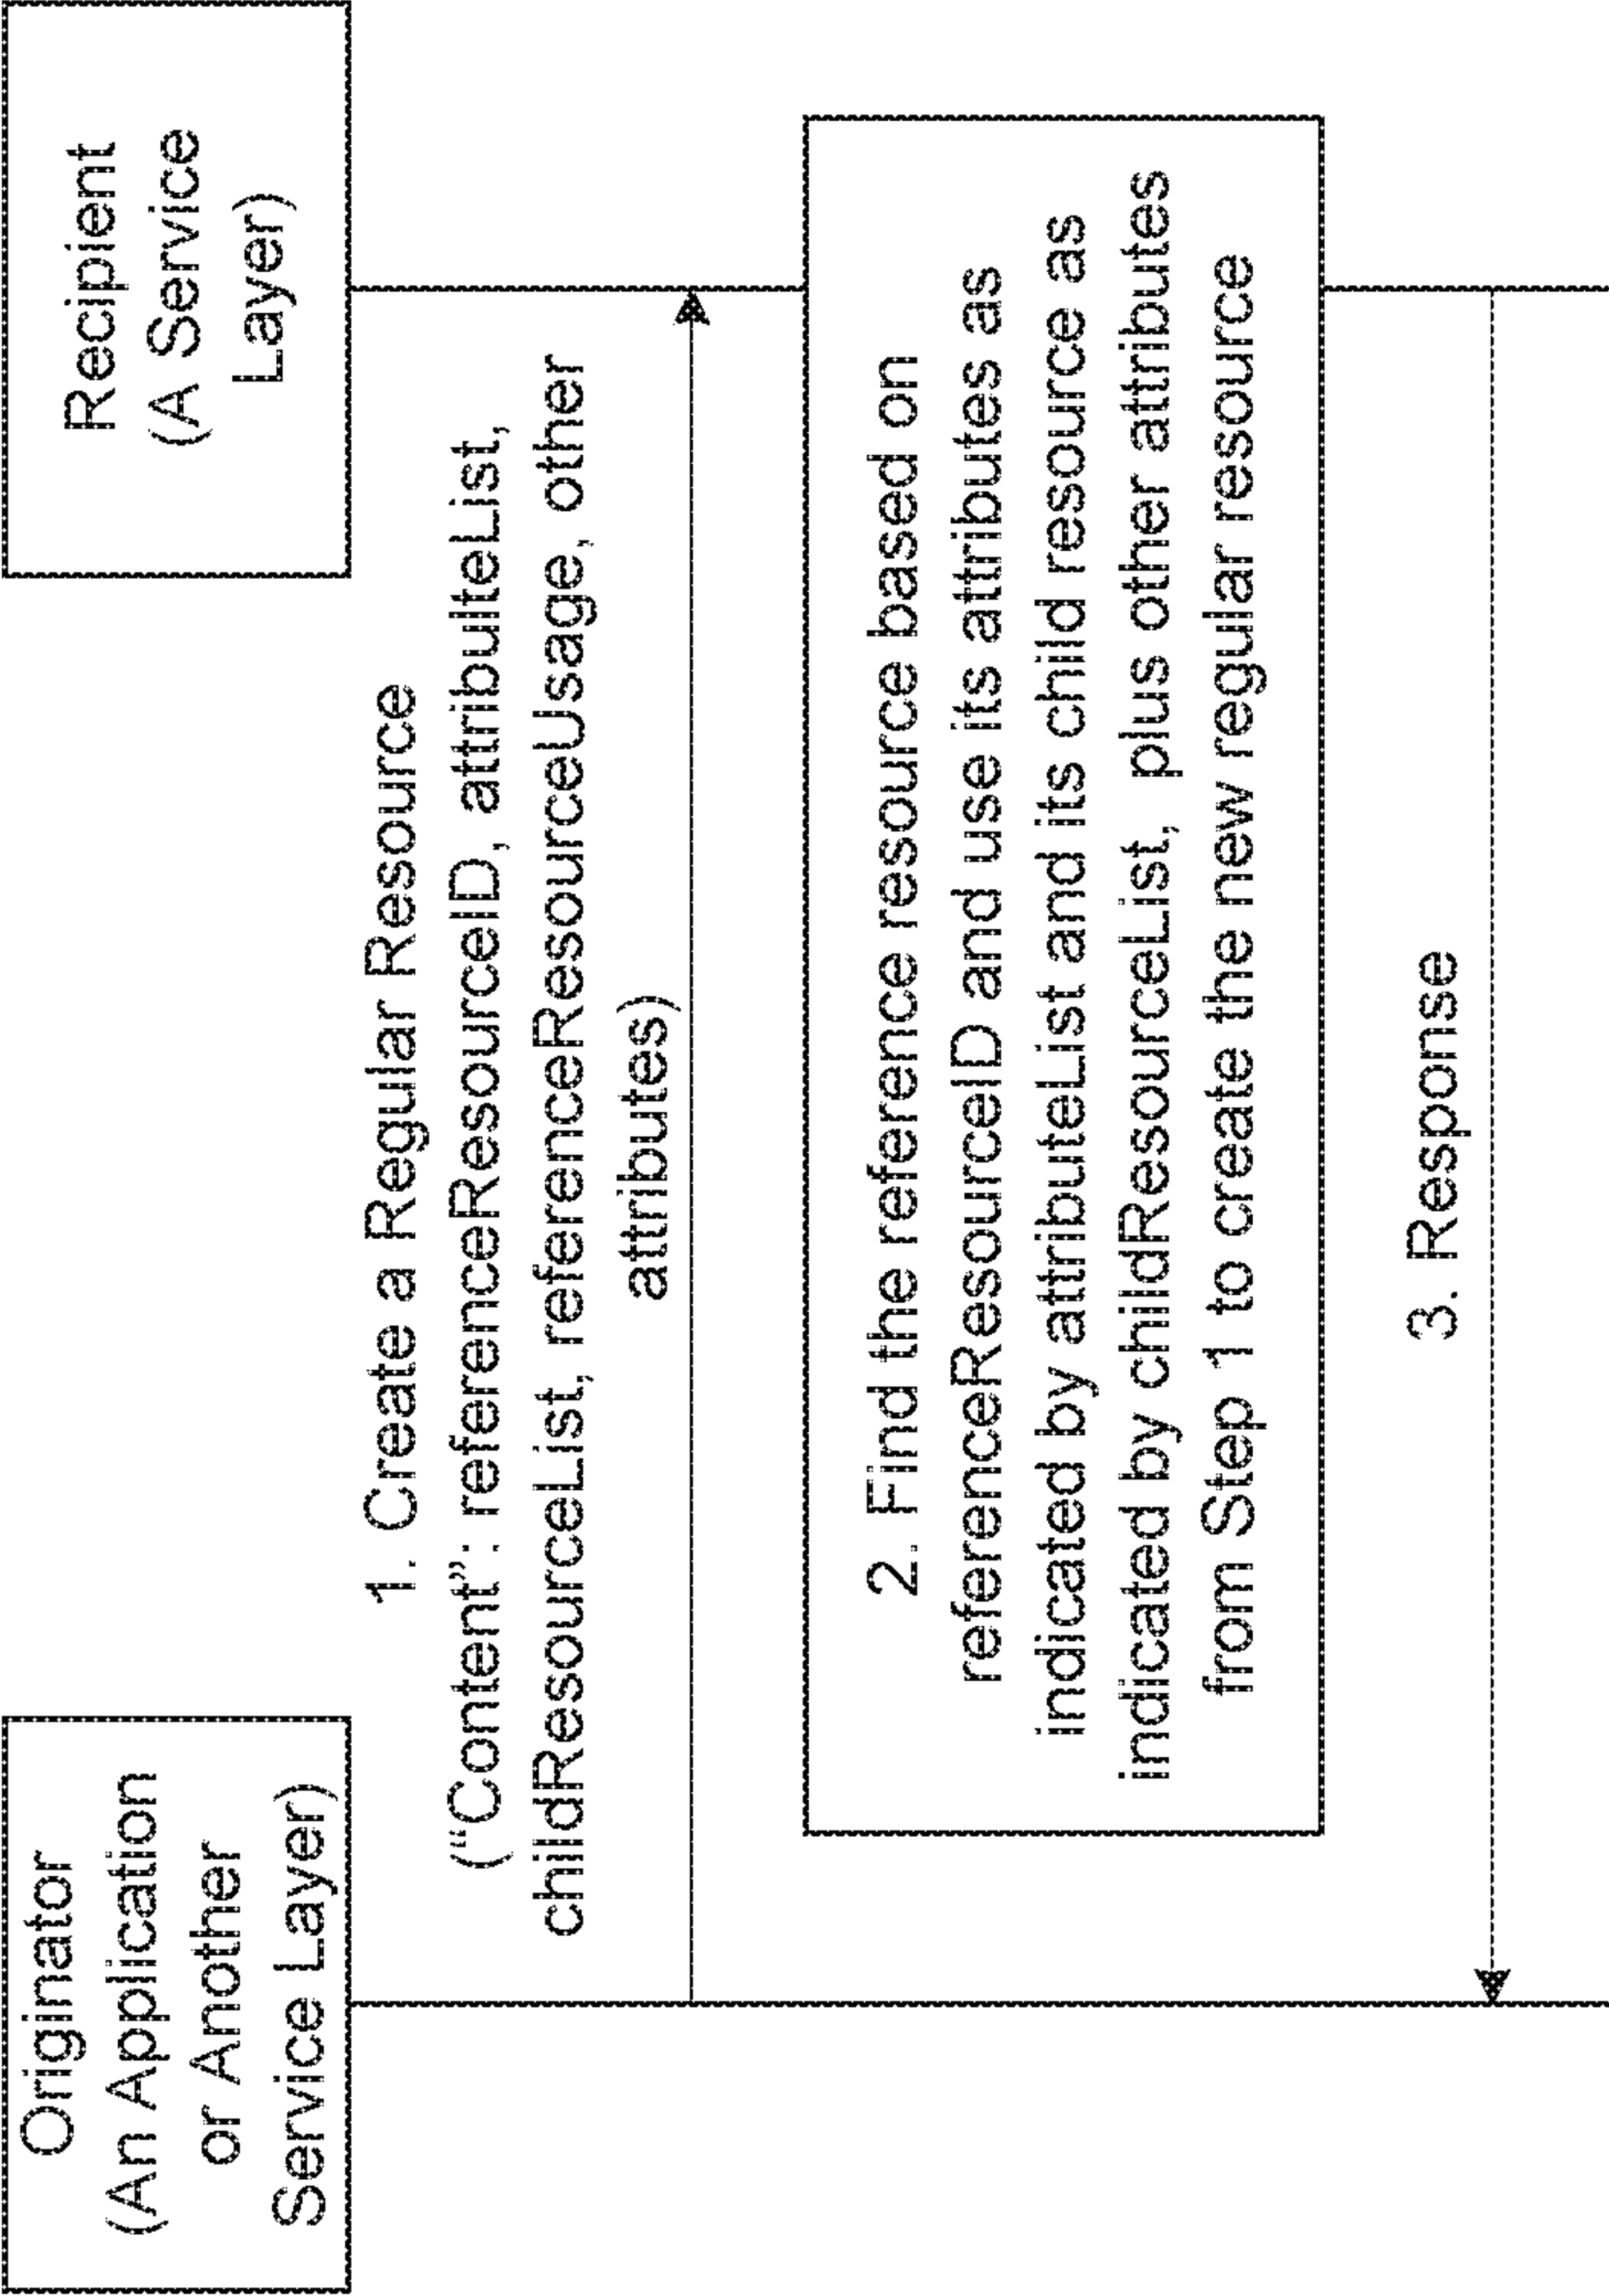 Originator
(An Application
or Another
Service Layer)
Recipient
(A Service
Layer)
1. Create a Regular Resource
(“Content”: referenceResourceID, attribulteList,
childResourceList, referenceResourceUsage, other
attributes)
2. Find the reference resource based on
referenceResourceID and use its attributes as
indicated by attributeList and its child resource as
indicated by childResourceList, plus other attributes
from Step 1 to create the new regular resource
3. Response